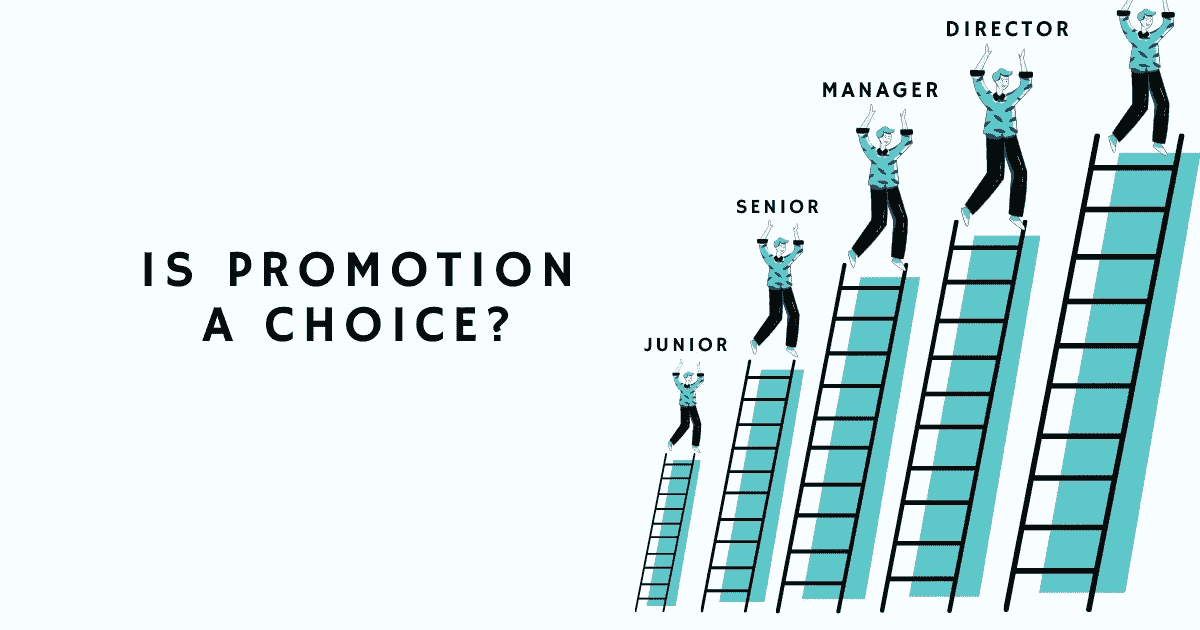 IS PROMOTION
A CHOICE?
JUNIOR
SENIOR
MANAGER
DIRECTOR